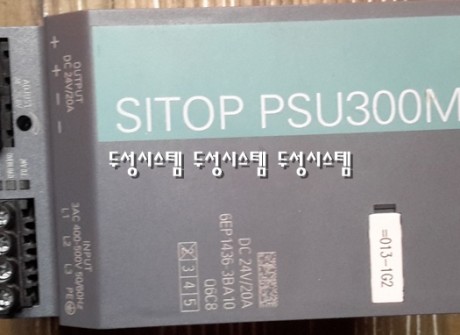 SITOP PSU300M
두성시스템 두성시스템 두성시스템
OUTPUT
DC 24V/20A
+ + - -
INPUT
3AC 400-500V 50/60HZ
L1 L2 L3 PE
DC 24V/20A
6EP1436-3BA10
Q6C8
X 2 3 4 5
=013-1G2